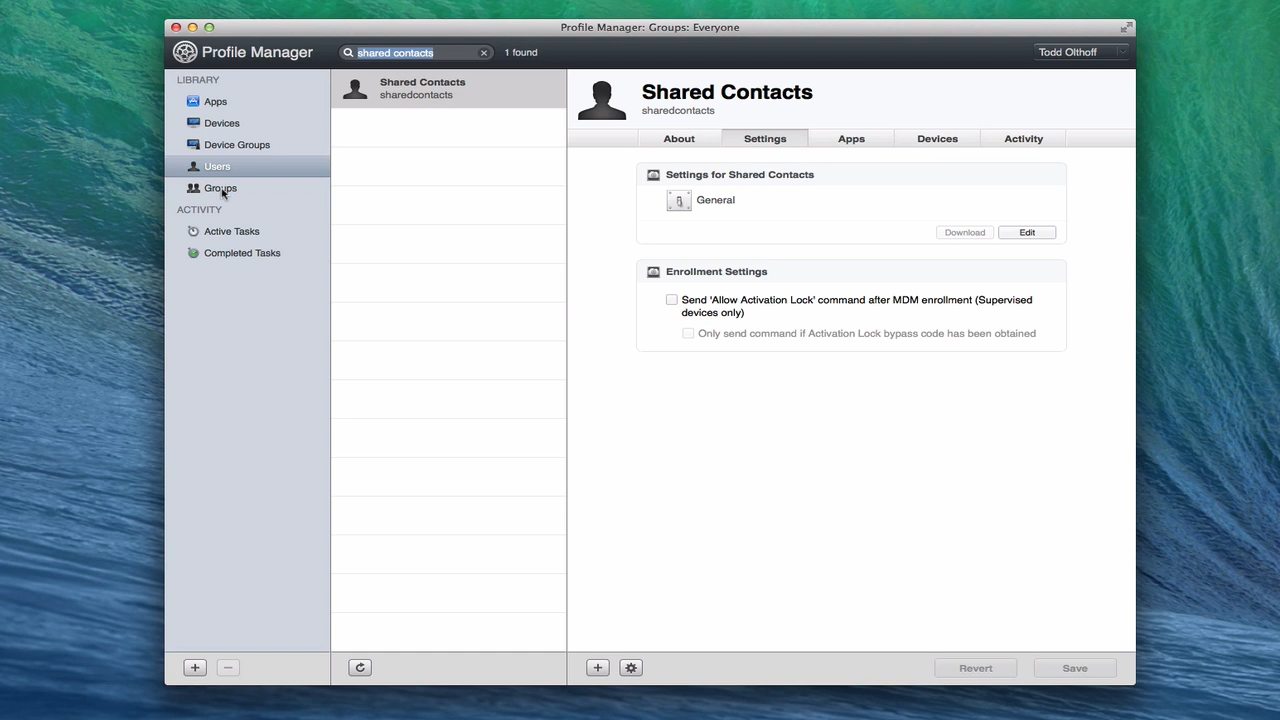 Profile Manager: Groups: Everyone
Profile Manager
shared contacts
1 found
Todd Olthoff
LIBRARY
Apps
Devices
Device Groups
Users
Groups
ACTIVITY
Active Tasks
Completed Tasks
Shared Contacts
sharedcontacts
Shared Contacts
sharedcontacts
About
Settings
Apps
Devices
Activity
Settings for Shared Contacts
General
Download
Edit
Enrollment Settings
Send 'Allow Activation Lock' command after MDM enrollment (Supervised
devices only)
Only send command if Activation Lock bypass code has been obtained
Revert
Save